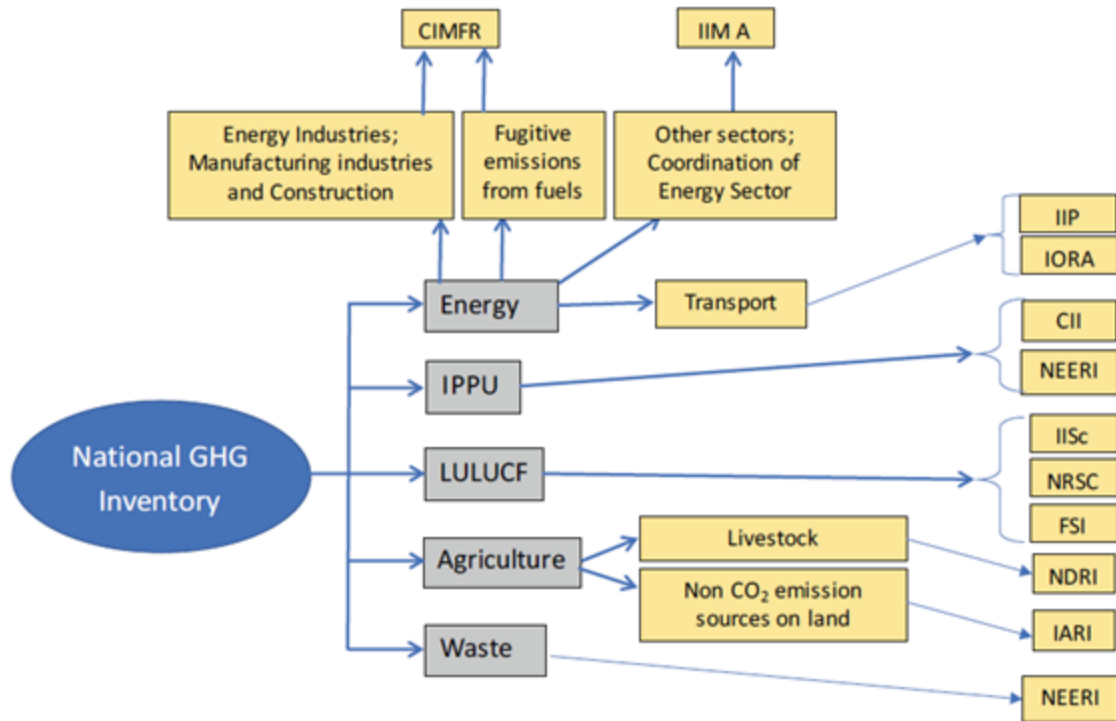 CIMFR
IIM A
Energy Industries;
Manufacturing industries
and Construction
Fugitive
emissions
from fuels
Other sectors;
Coordination of
Energy Sector
IIP
IORA
Energy
Transport
CII
NEERI
IPPU
National GHG
Inventory
LULUCF
IISc
NRSC
FSI
Agriculture
Livestock
Non CO₂ emission
sources on land
NDRI
IARI
Waste
NEERI